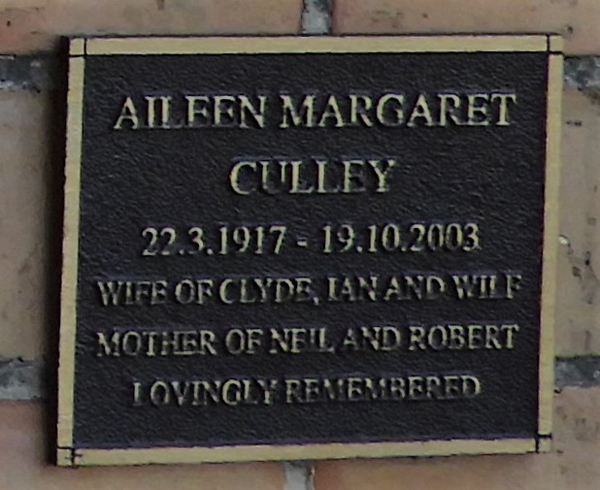 AILEEN MARGARET
CULLEY
22.3.1917 - 19.10.2003
WIFE OF CLYDE, IAN AND WILF
MOTHER OF NEIL AND ROBERT
LOVINGLY REMEMBERED